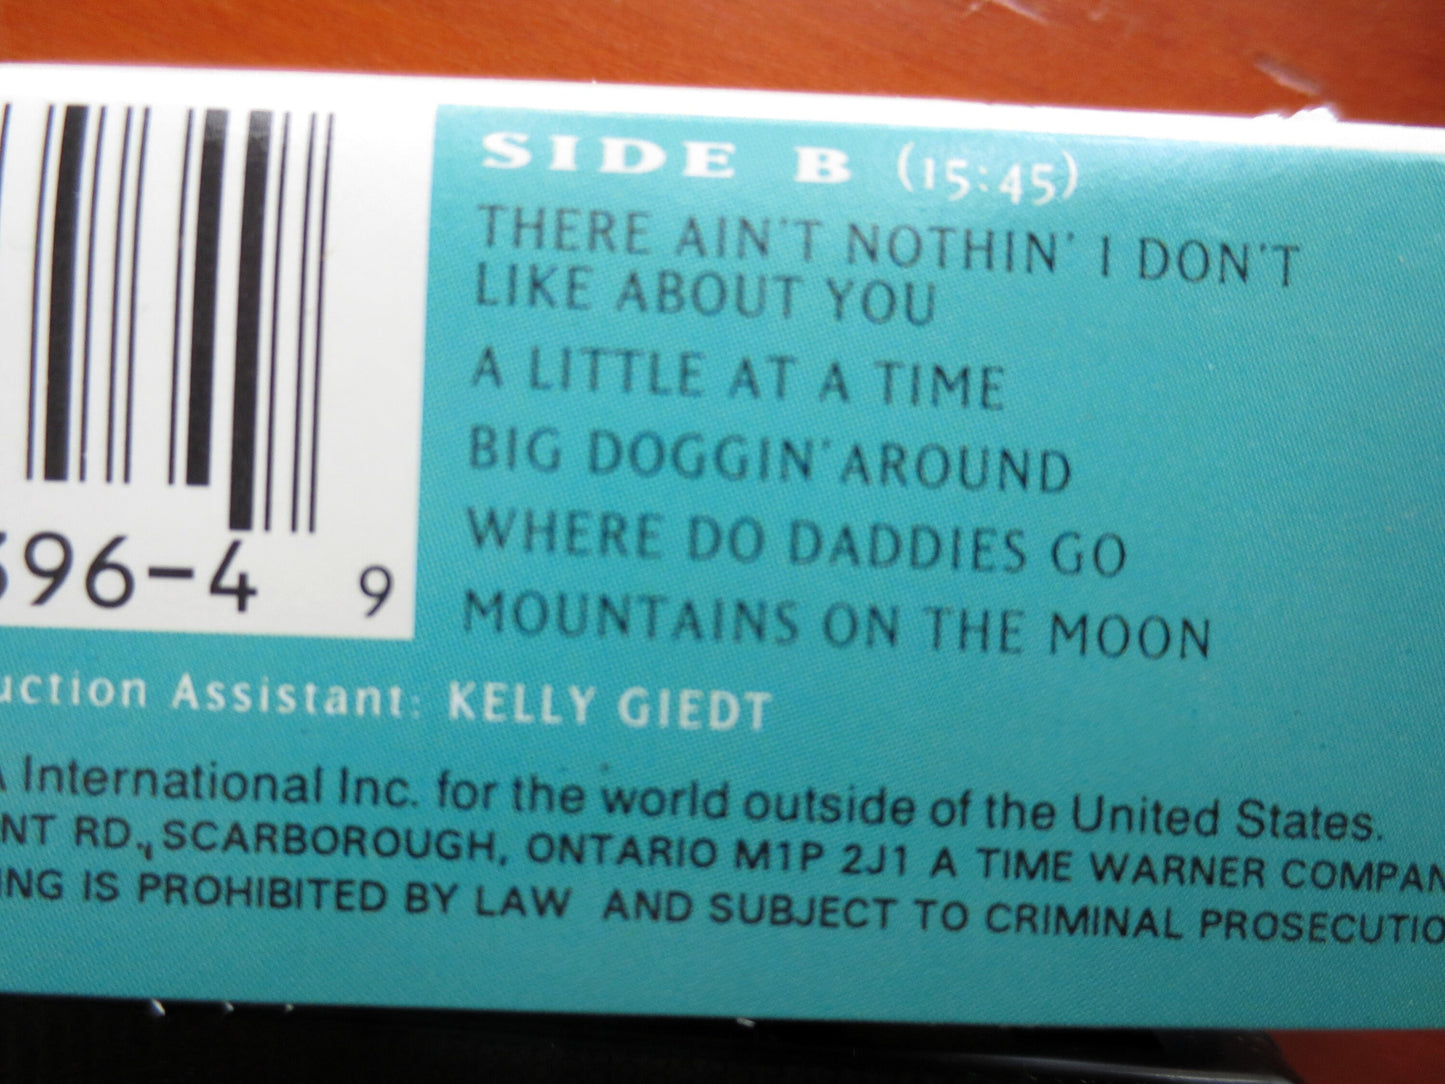 SIDE B (15:45)
THERE AIN'T NOTHIN' I DON'T
LIKE ABOUT YOU
A LITTLE AT A TIME
BIG DOGGIN' AROUND
WHERE DO DADDIES GO
MOUNTAINS ON THE MOON
96-4 9
uction Assistant: KELLY GIEDT
A International Inc. for the world outside of the United States.
NT RD., SCARBOROUGH, ONTARIO M1P 2J1 A TIME WARNER COMPAN
ING IS PROHIBITED BY LAW AND SUBJECT TO CRIMINAL PROSECUTIO